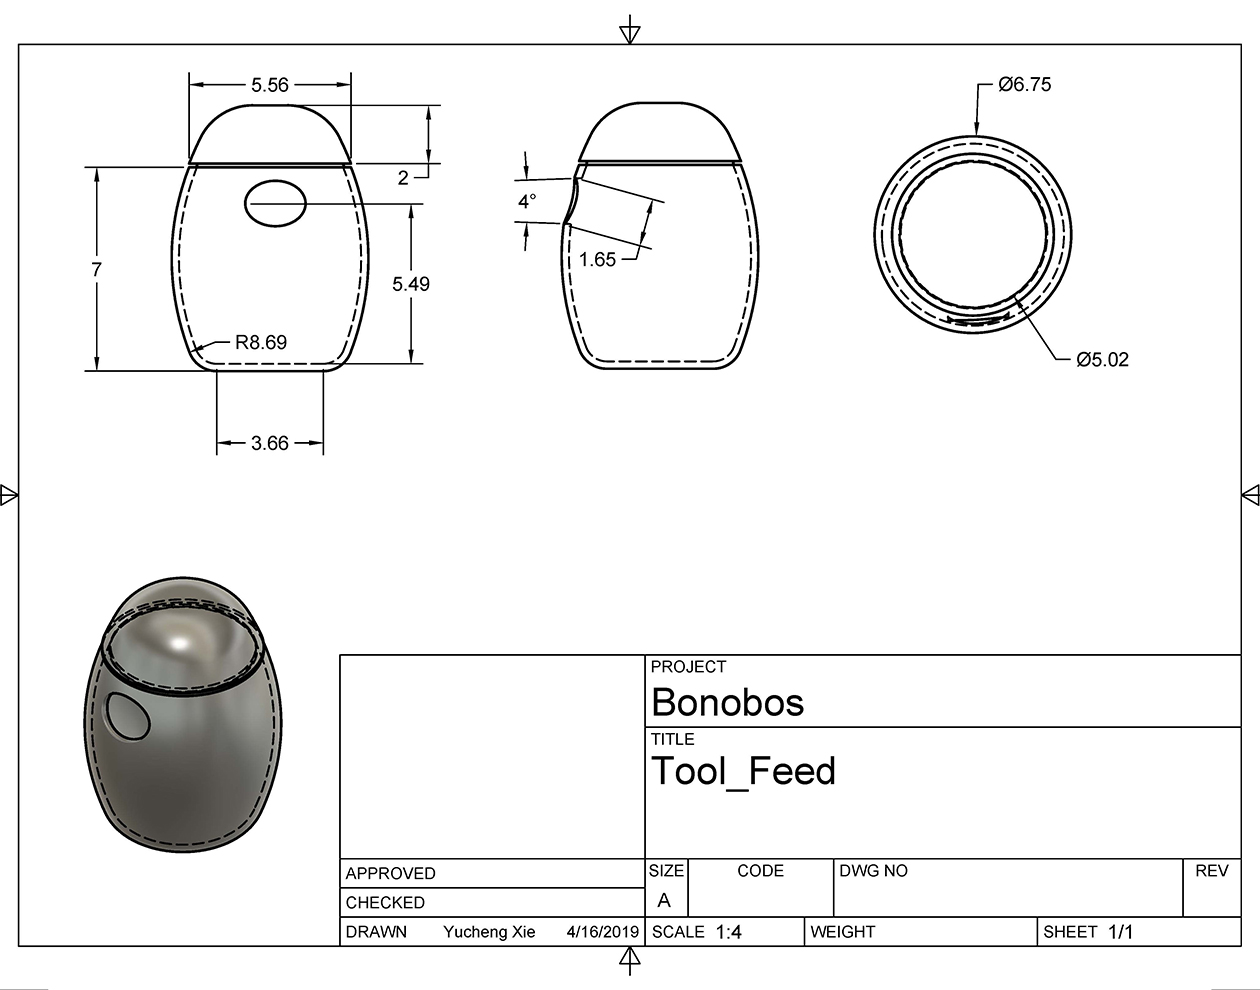 5.56
2
7
5.49
R8.69
3.66
4°
1.65
Ø6.75
Ø5.02
PROJECT
Bonobos
TITLE
Tool_Feed
APPROVED
CHECKED
DRAWN Yucheng Xie 4/16/2019
SIZE
A
CODE
DWG NO
REV
SCALE 1:4
WEIGHT
SHEET 1/1